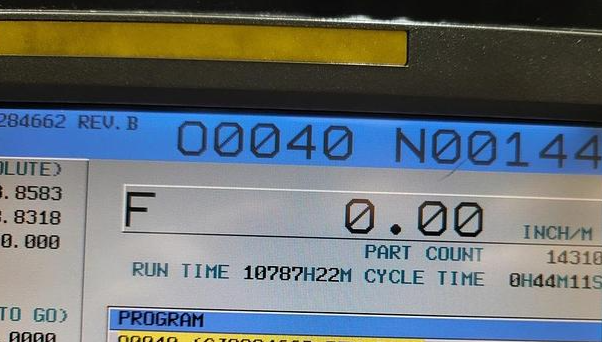 284662 REV.B O0040 N00144
OLUTE)
.8583
.8318
0.000
F 0.00 INCH/M
PART COUNT 14310
RUN TIME 10787H22M CYCLE TIME 0H44M11S
TO GO)
PROGRAM
0000